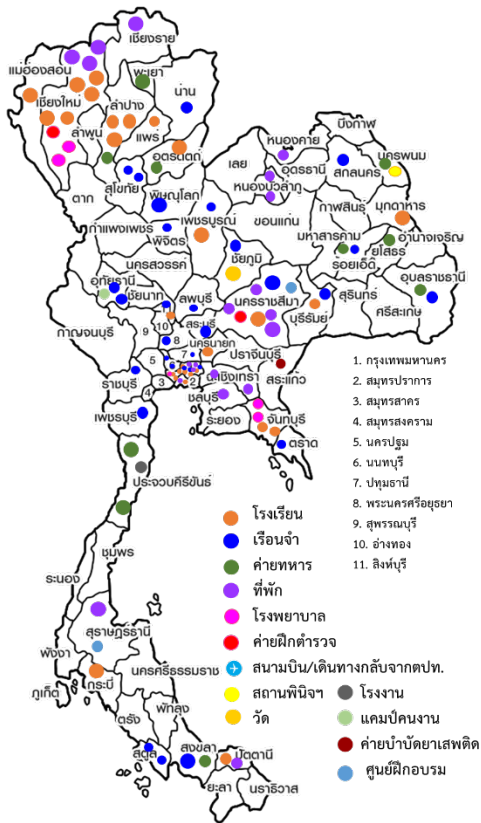 เชียงราย
แม่ฮ่องสอน
พะเยา
น่าน
เชียงใหม่
ลำปาง
ลำพูน
แพร่
อุตรดิตถ์
ตาก
สุโขทัย
พิษณุโลก
กำแพงเพชร
พิจิตร
เพชรบูรณ์
เลย
หนองคาย
บึงกาฬ
อุดรธานี
หนองบัวลำภู
สกลนคร
นครพนม
ขอนแก่น
กาฬสินธุ์
มุกดาหาร
มหาสารคาม
ร้อยเอ็ด
ยโสธร
อำนาจเจริญ
นครสวรรค์
ชัยภูมิ
อุบลราชธานี
อุทัยธานี
ชัยนาท
ลพบุรี
นครราชสีมา
บุรีรัมย์
สุรินทร์
ศรีสะเกษ
กาญจนบุรี
สระบุรี
นครนายก
ปราจีนบุรี
สระแก้ว
ราชบุรี
ฉะเชิงเทรา
ชลบุรี
ระยอง
จันทบุรี
ตราด
เพชรบุรี
ประจวบคีรีขันธ์
ชุมพร
ระนอง
สุราษฎร์ธานี
พังงา
ภูเก็ต
กระบี่
นครศรีธรรมราช
ตรัง
พัทลุง
สตูล
สงขลา
ปัตตานี
ยะลา
นราธิวาส
11
10
9
8
7
5
6
4
3
1
2
1. กรุงเทพมหานคร
2. สมุทรปราการ
3. สมุทรสาคร
4. สมุทรสงคราม
5. นครปฐม
6. นนทบุรี
7. ปทุมธานี
8. พระนครศรีอยุธยา
9. สุพรรณบุรี
10. อ่างทอง
11. สิงห์บุรี
โรงเรียน
เรือนจำ
ค่ายทหาร
ที่พัก
โรงพยาบาล
ค่ายฝึกตำรวจ
สนามบิน/เดินทางกลับจากตปท.
สถานพินิจฯ
วัด
โรงงาน
แคมป์คนงาน
ค่ายบำบัดยาเสพติด
ศูนย์ฝึกอบรม